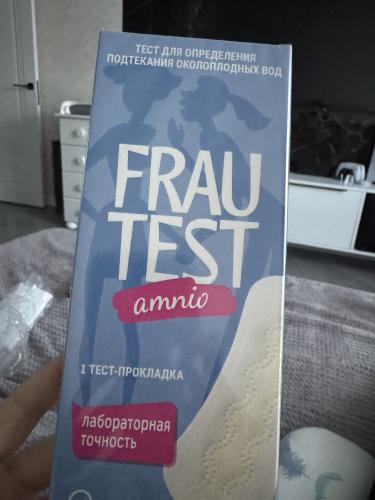 ТЕСТ ДЛЯ ОПРЕДЕЛЕНИЯ
ПОДТЕКАНИЯ ОКОЛОПЛОДНЫХ ВОД
FRAU
TEST
amnio
1 ТЕСТ-ПРОКЛАДКА
лабораторная
точность